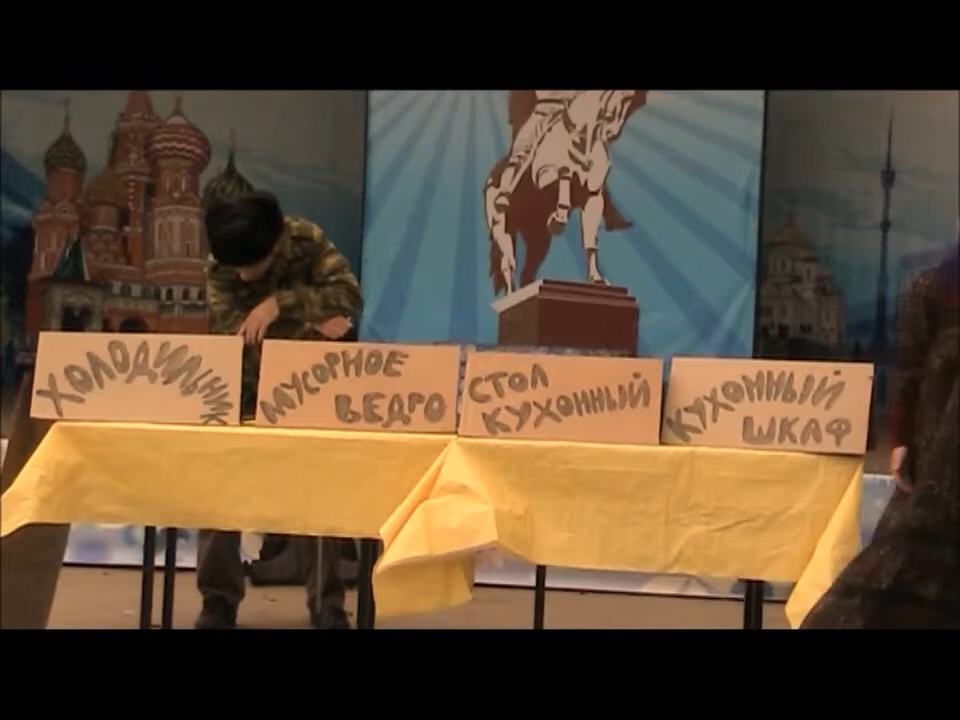 ХОЛОДИЛЬНИК
МУСОРНОЕ
ВЕДРО
СТОЛ
КУХОННЫЙ
КУХОННЫЙ
ШКАФ